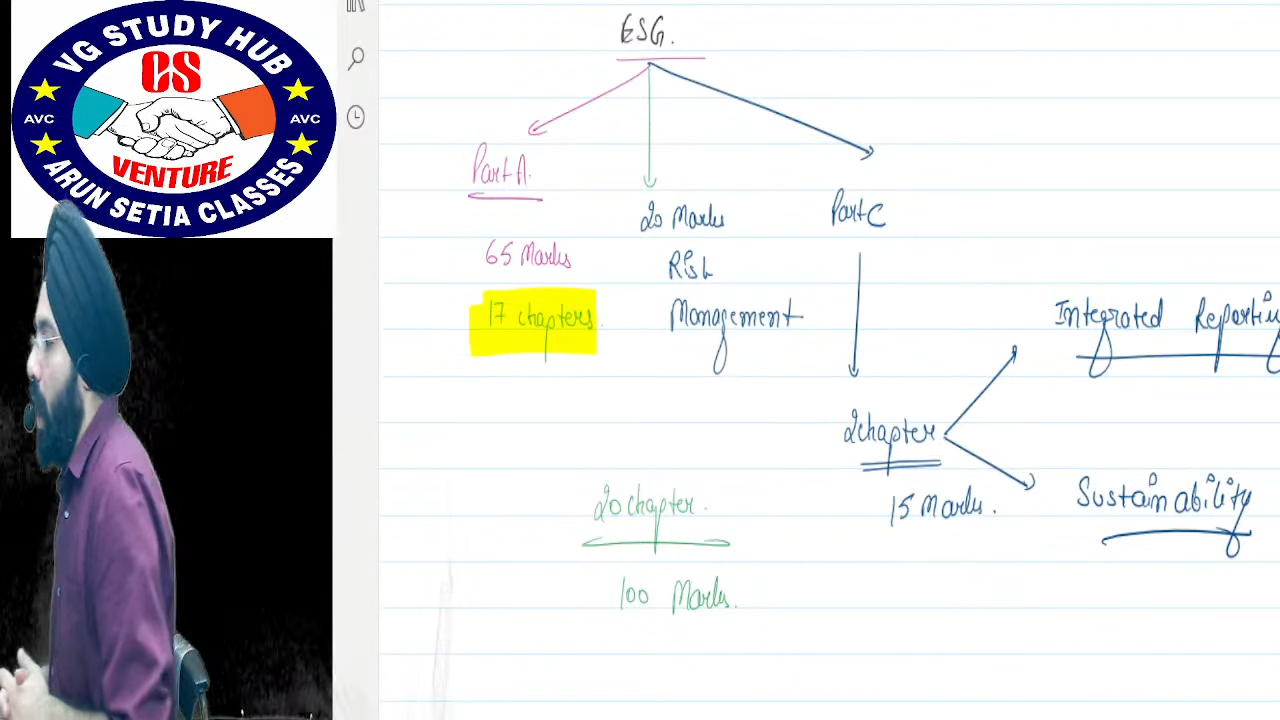 VG STUDY HUB
CS
AVC
AVC
VENTURE
ARUN SETIA CLASSES
ESG.
Part A.
65 Marks
17 chapters.
20 Marks
Risk
Management
Part C
2 chapter
15 Marks.
Integrated Reportin
Sustainability
20 chapter.
100 Marks.